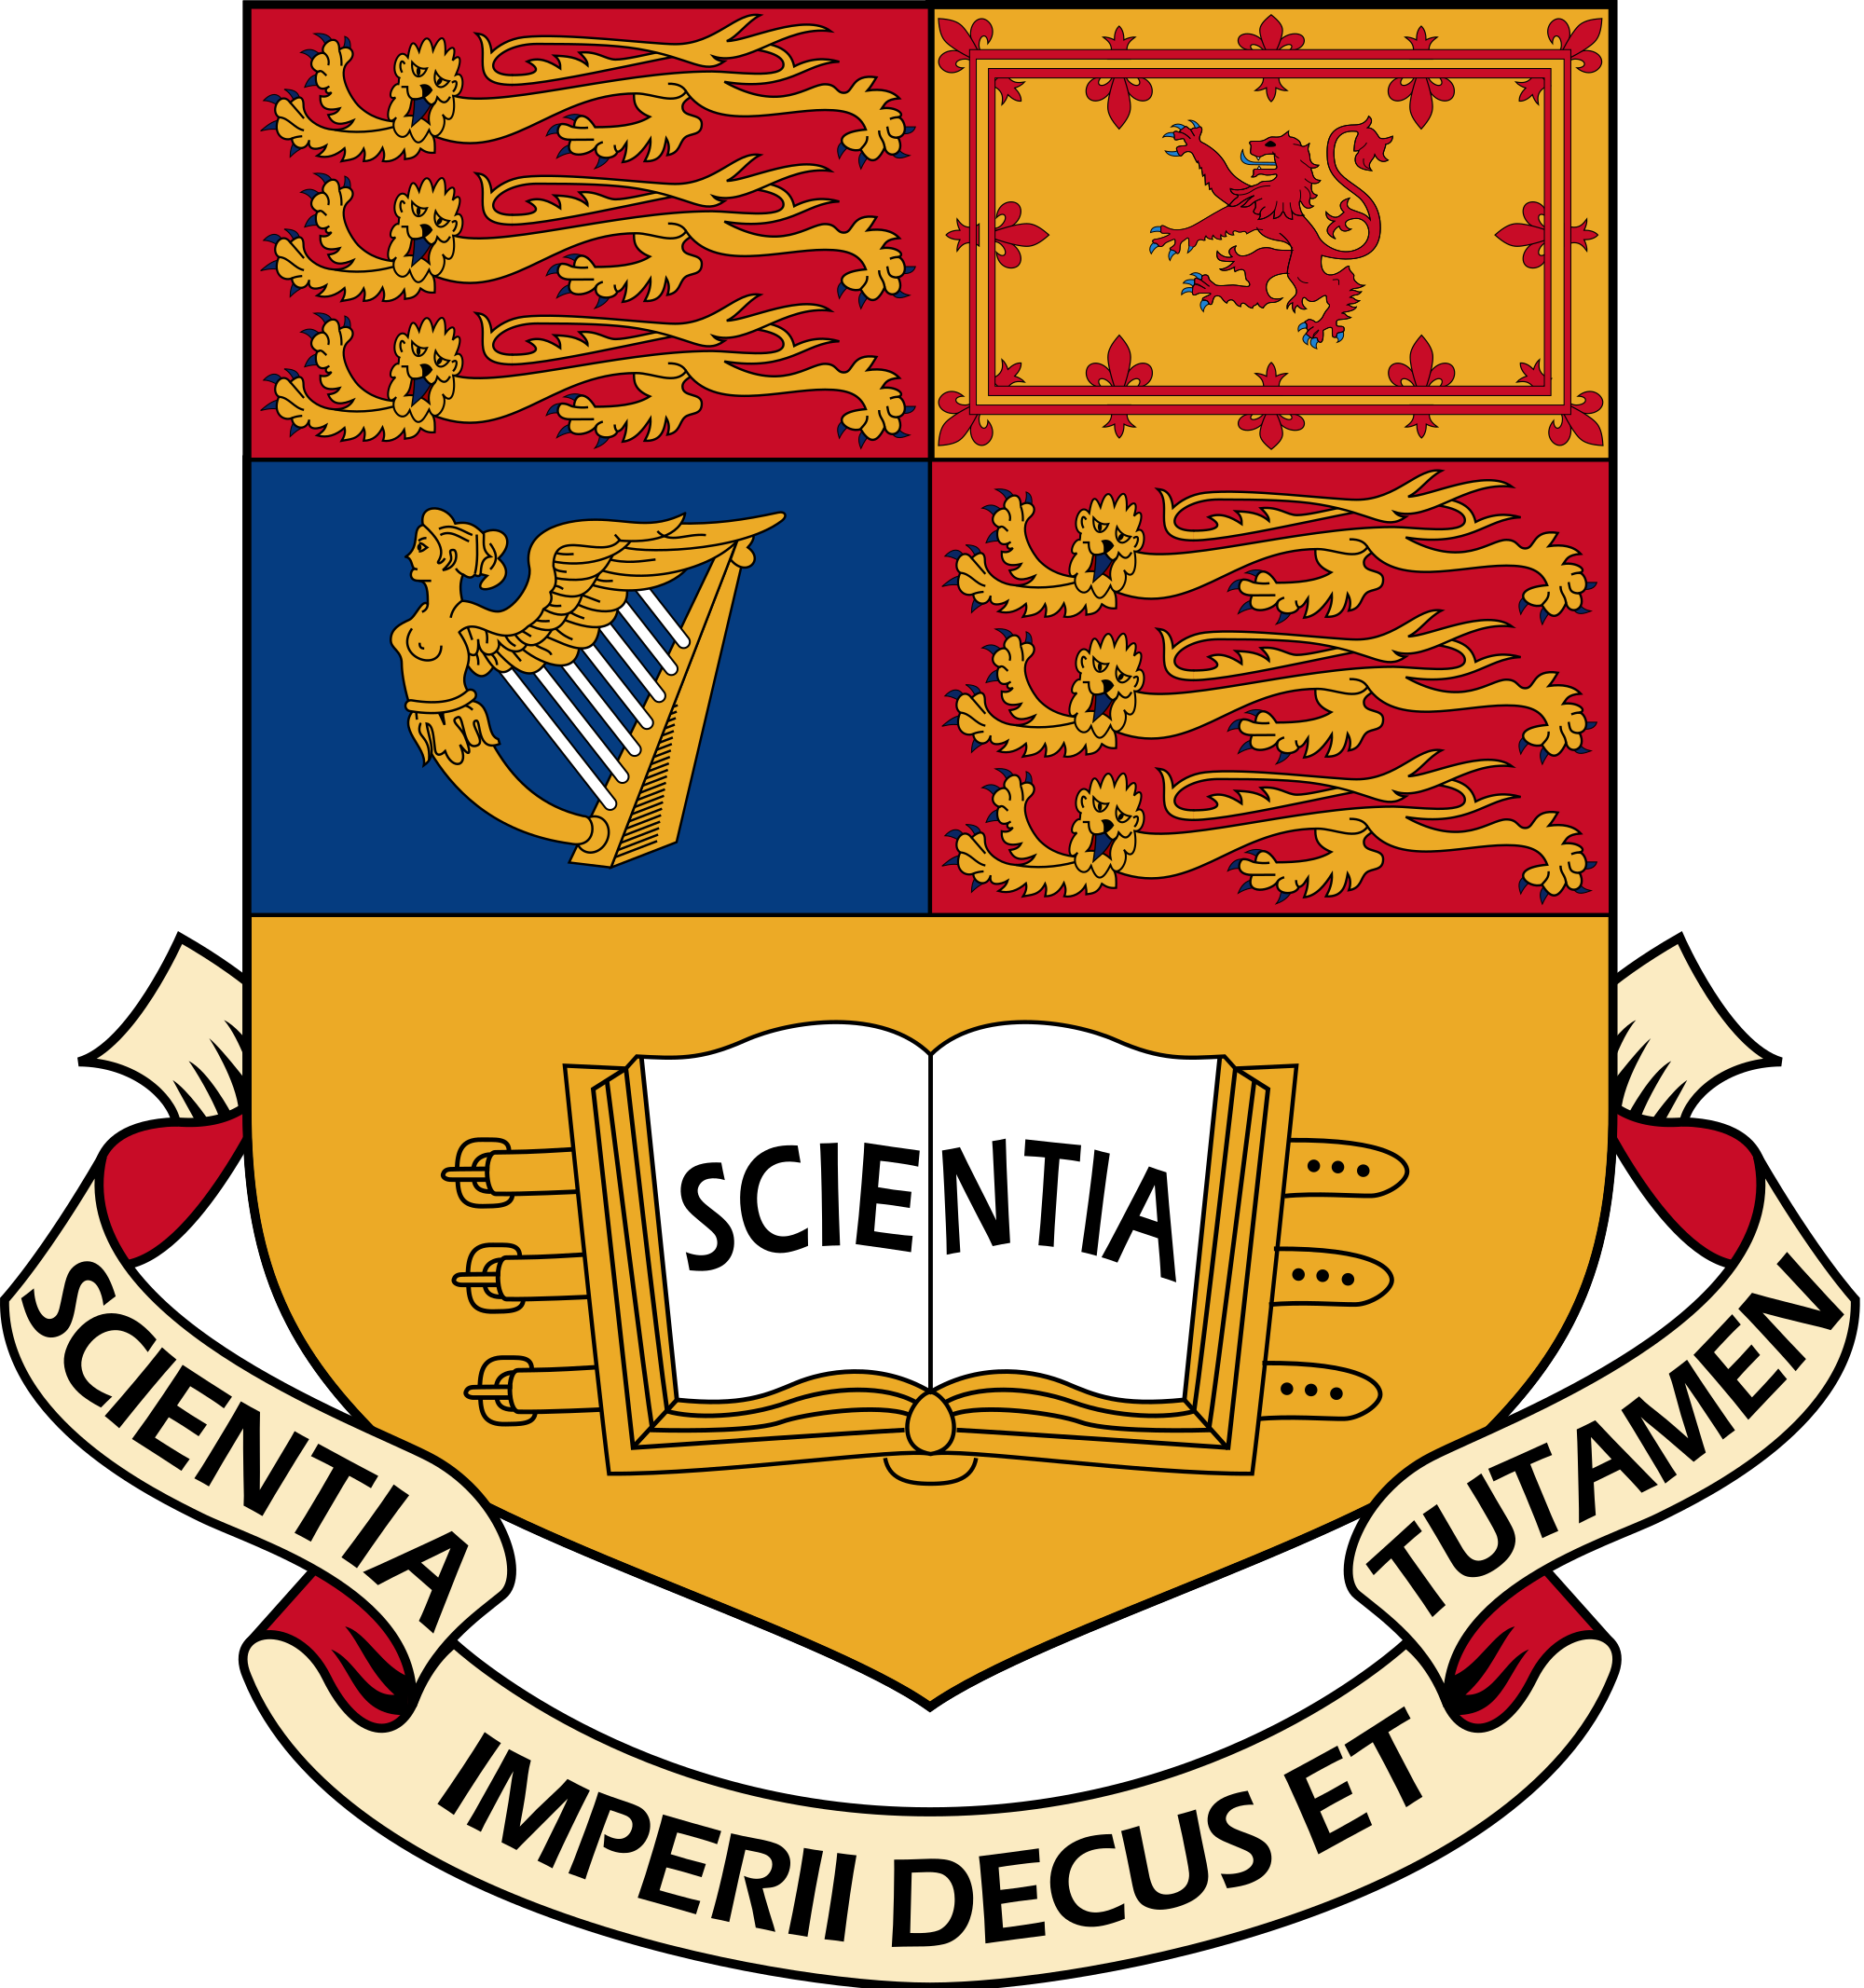 SCIENTIA
SCIENTIA
IMPERII DECUS ET
TUTAMEN